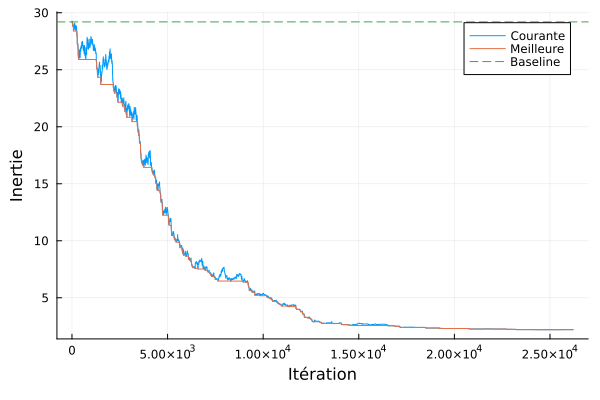 30
25
20
15
10
5
Inertie
Courante
Meilleure
Baseline
0
5.00×10³
1.00×10⁴
1.50×10⁴
2.00×10⁴
2.50×10⁴
Itération